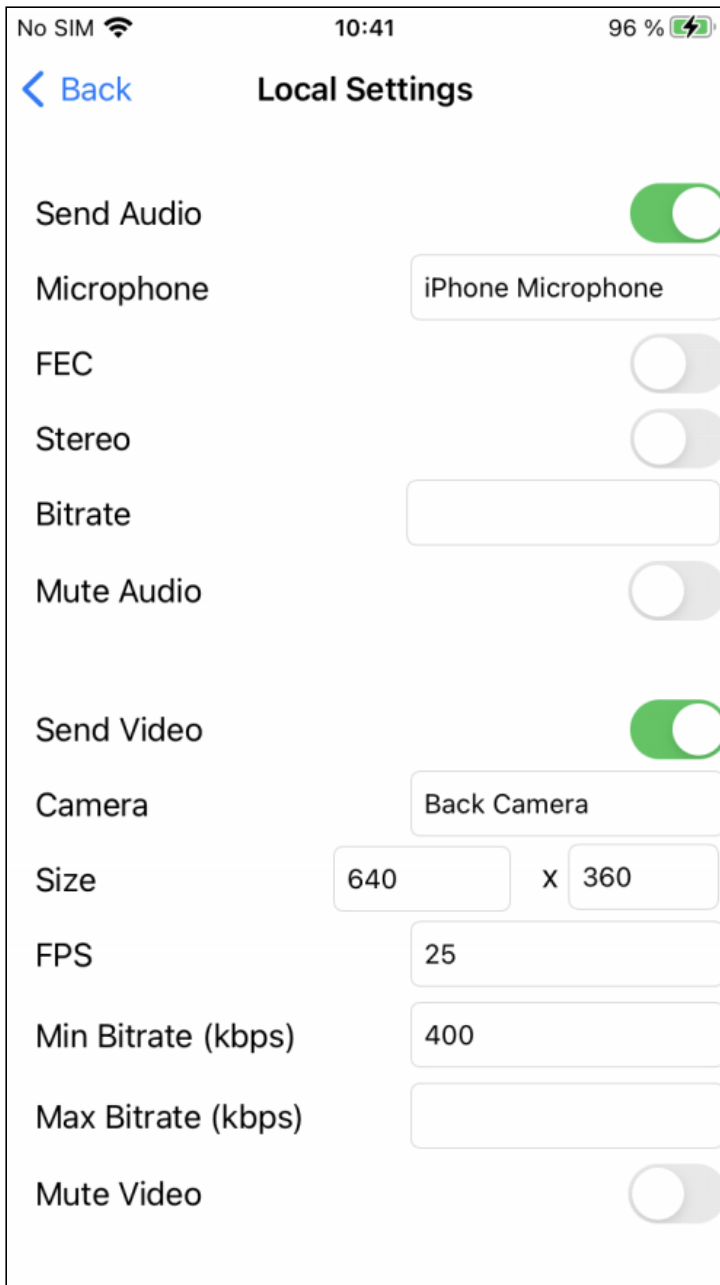 No SIM 10:41 96 %
Back Local Settings
Send Audio
Microphone iPhone Microphone
FEC
Stereo
Bitrate
Mute Audio
Send Video
Camera Back Camera
Size 640 x 360
FPS 25
Min Bitrate (kbps) 400
Max Bitrate (kbps)
Mute Video